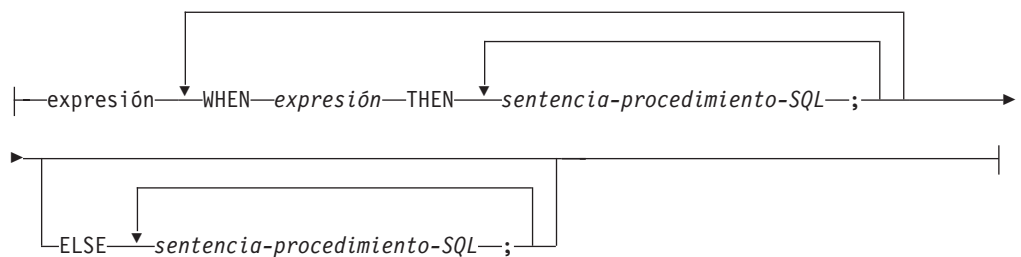 expresión WHEN expresión THEN sentencia-procedimiento-SQL ;
ELSE sentencia-procedimiento-SQL ;